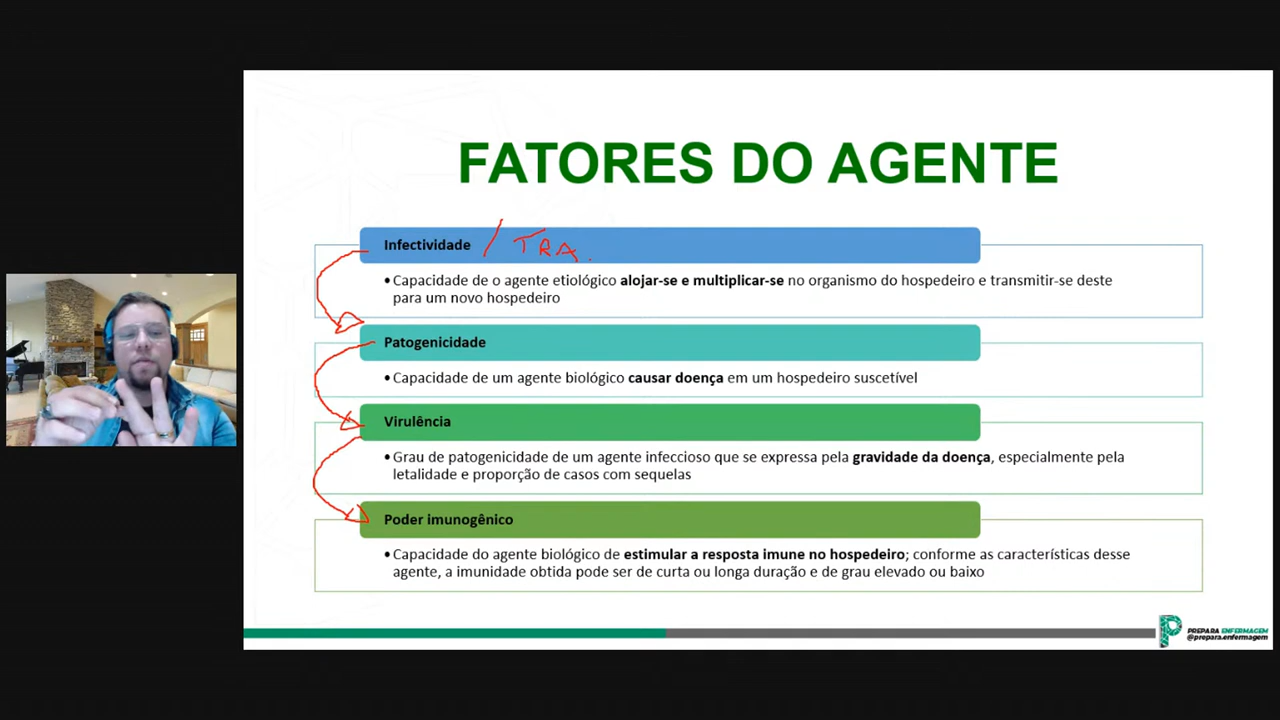 FATORES DO AGENTE
Infectividade / TRA.
•Capacidade de o agente etiológico alojar-se e multiplicar-se no organismo do hospedeiro e transmitir-se deste
para um novo hospedeiro
Patogenicidade
•Capacidade de um agente biológico causar doença em um hospedeiro suscetível
Virulência
•Grau de patogenicidade de um agente infeccioso que se expressa pela gravidade da doença, especialmente pela
letalidade e proporção de casos com sequelas
Poder imunogênico
•Capacidade do agente biológico de estimular a resposta imune no hospedeiro; conforme as características desse
agente, a imunidade obtida pode ser de curta ou longa duração e de grau elevado ou baixo
PREPARA ENFERMAGEM
@prepara.enfermagem